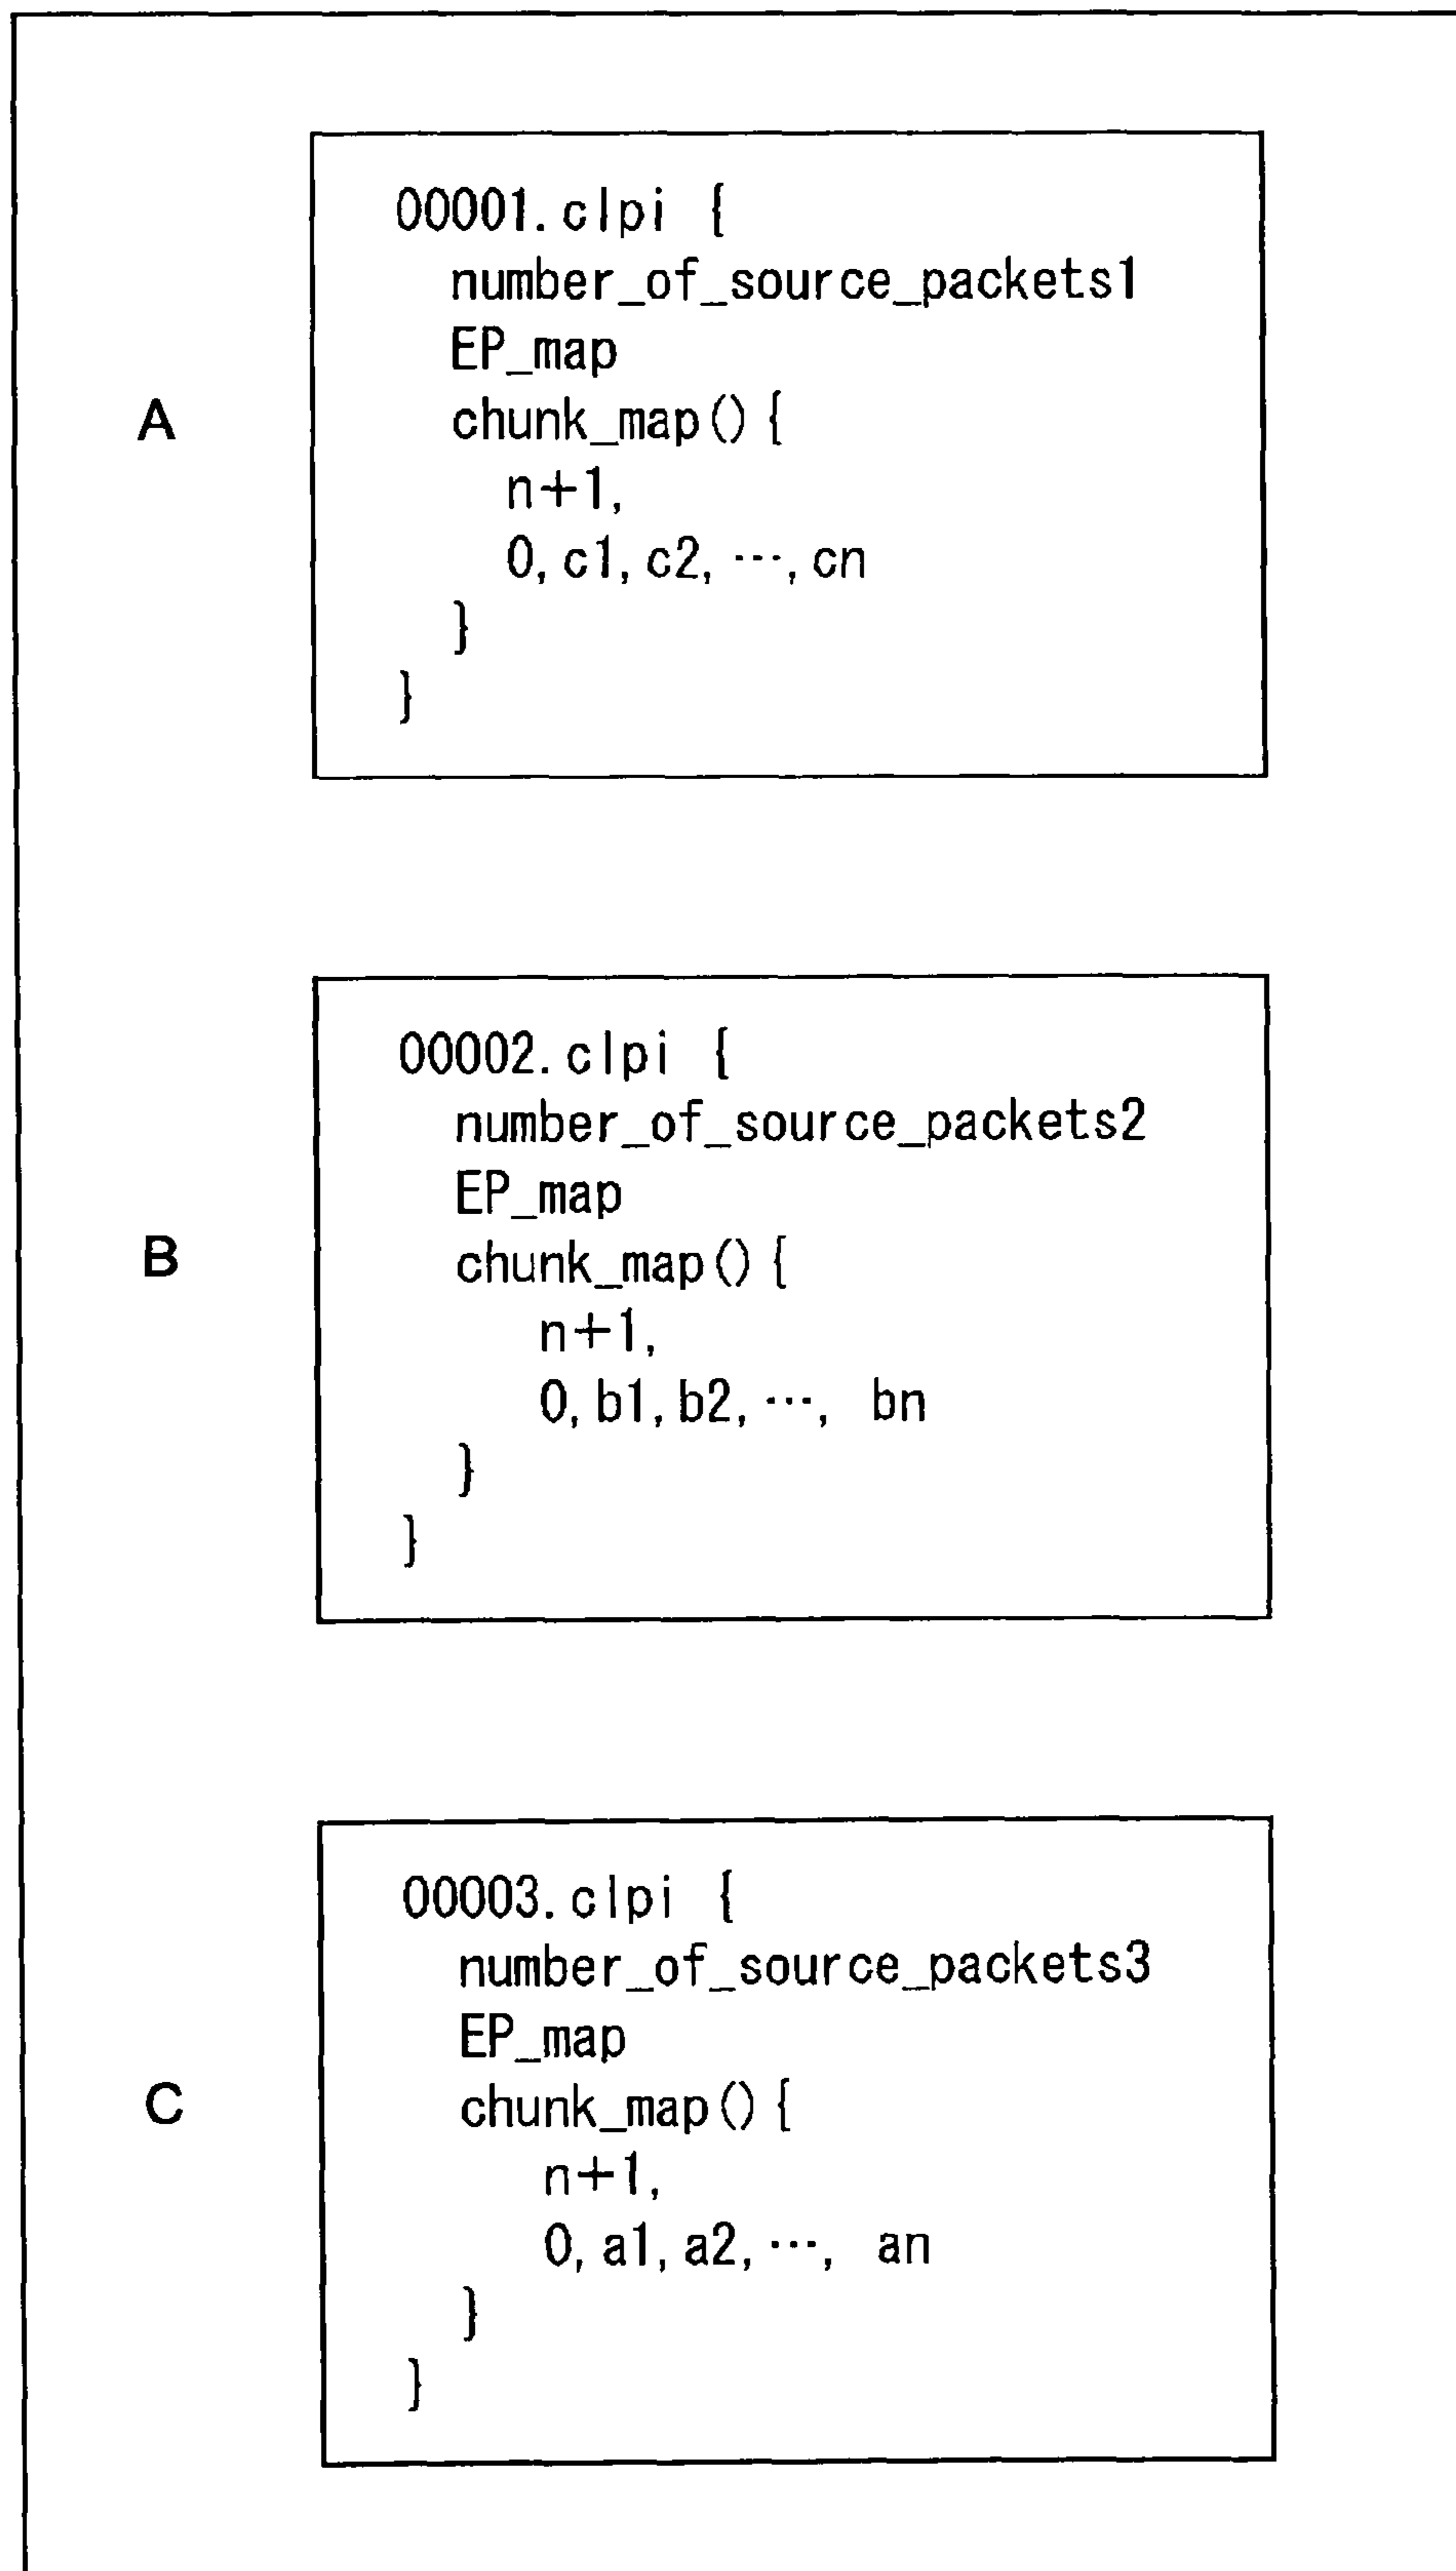 A
00001.clpi {
number_of_source_packets1
EP_map
chunk_map() {
n+1,
0, c1, c2, ···, cn
}
}
B
00002.clpi {
number_of_source_packets2
EP_map
chunk_map() {
n+1,
0, b1, b2, ···, bn
}
}
C
00003.clpi {
number_of_source_packets3
EP_map
chunk_map() {
n+1,
0, a1, a2, ···, an
}
}